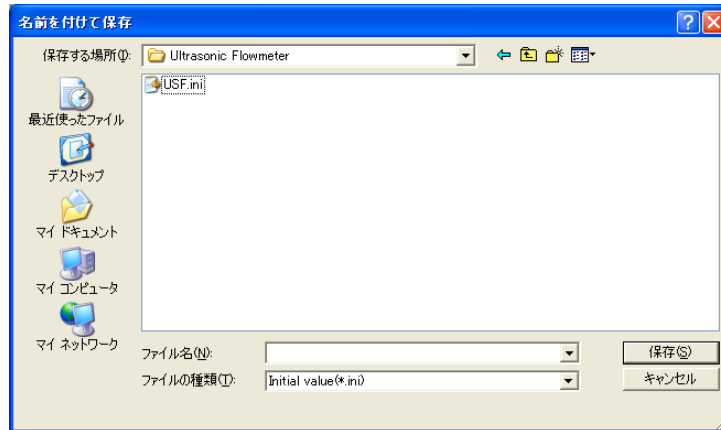 名前を付けて保存
保存する場所(I): Ultrasonic Flowmeter
USF.ini
最近使ったファイル
デスクトップ
マイ ドキュメント
マイ コンピュータ
マイ ネットワーク
ファイル名(N): 保存(S)
ファイルの種類(T): Initial value(*.ini) キャンセル